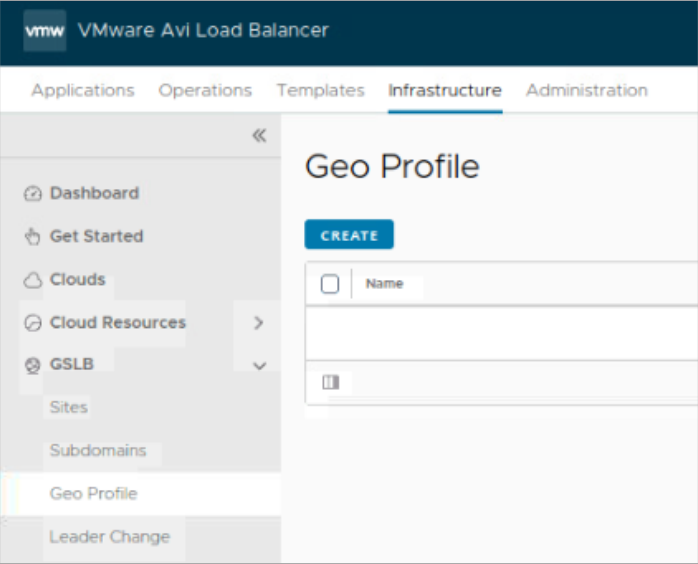 vmw VMware Avi Load Balancer
Applications Operations Templates Infrastructure Administration
Geo Profile
Dashboard
CREATE
Get Started
Clouds
Name
Cloud Resources
GSLB
Sites
Subdomains
Geo Profile
Leader Change